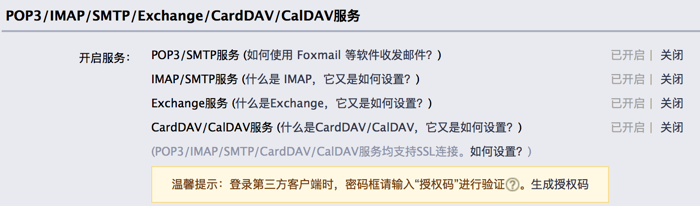 POP3/IMAP/SMTP/Exchange/CardDAV/CalDAV服务
开启服务： POP3/SMTP服务 (如何使用 Foxmail 等软件收发邮件？) 已开启 | 关闭
IMAP/SMTP服务 (什么是 IMAP，它又是如何设置？) 已开启 | 关闭
Exchange服务 (什么是Exchange，它又是如何设置？) 已开启 | 关闭
CardDAV/CalDAV服务 (什么是CardDAV/CalDAV，它又是如何设置？) 已开启 | 关闭
(POP3/IMAP/SMTP/CardDAV/CalDAV服务均支持SSL连接。如何设置？)
温馨提示：登录第三方客户端时，密码框请输入“授权码”进行验证?。生成授权码